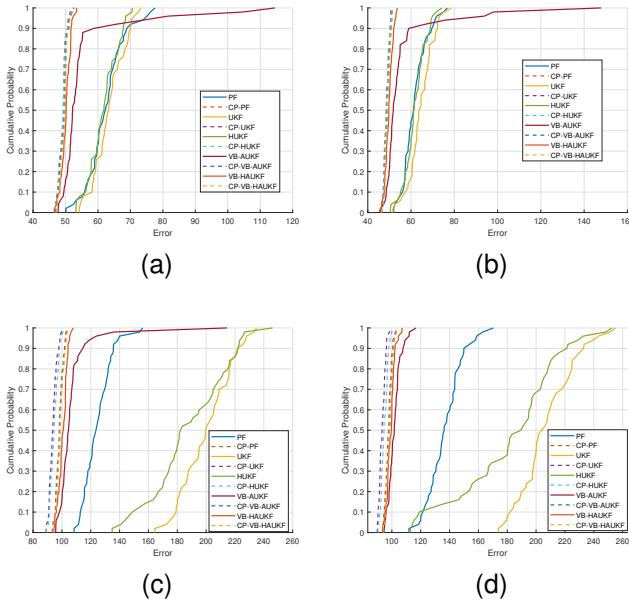 1
0.9
0.8
0.7
0.6
0.5
0.4
0.3
0.2
0.1
0
Cumulative Probability
40 50 60 70 80 90 100 110 120
Error
PF
CP-PF
UKF
CP-UKF
HUKF
CP-HUKF
VB-AUKF
CP-VB-AUKF
VB-HAUKF
CP-VB-HAUKF
(a)
1
0.9
0.8
0.7
0.6
0.5
0.4
0.3
0.2
0.1
0
Cumulative Probability
40 60 80 100 120 140 160
Error
PF
CP-PF
UKF
CP-UKF
HUKF
CP-HUKF
VB-AUKF
CP-VB-AUKF
VB-HAUKF
CP-VB-HAUKF
(b)
1
0.9
0.8
0.7
0.6
0.5
0.4
0.3
0.2
0.1
0
Cumulative Probability
80 100 120 140 160 180 200 220 240 260
Error
PF
CP-PF
UKF
CP-UKF
HUKF
CP-HUKF
VB-AUKF
CP-VB-AUKF
VB-HAUKF
CP-VB-HAUKF
(c)
1
0.9
0.8
0.7
0.6
0.5
0.4
0.3
0.2
0.1
0
Cumulative Probability
100 120 140 160 180 200 220 240 260
Error
PF
CP-PF
UKF
CP-UKF
HUKF
CP-HUKF
VB-AUKF
CP-VB-AUKF
VB-HAUKF
CP-VB-HAUKF
(d)